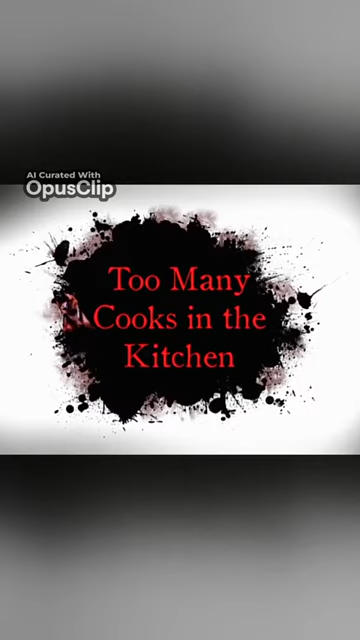 AI Curated With
OpusClip
Too Many
Cooks in the
Kitchen